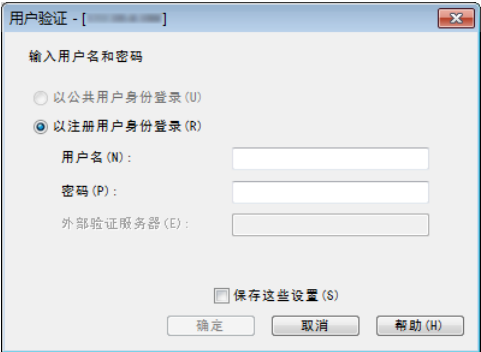 用户验证 - [ ]
输入用户名和密码
以公共用户身份登录(U)
以注册用户身份登录(R)
用户名(N):
密码(P):
外部验证服务器(E):
保存这些设置(S)
确定 取消 帮助(H)